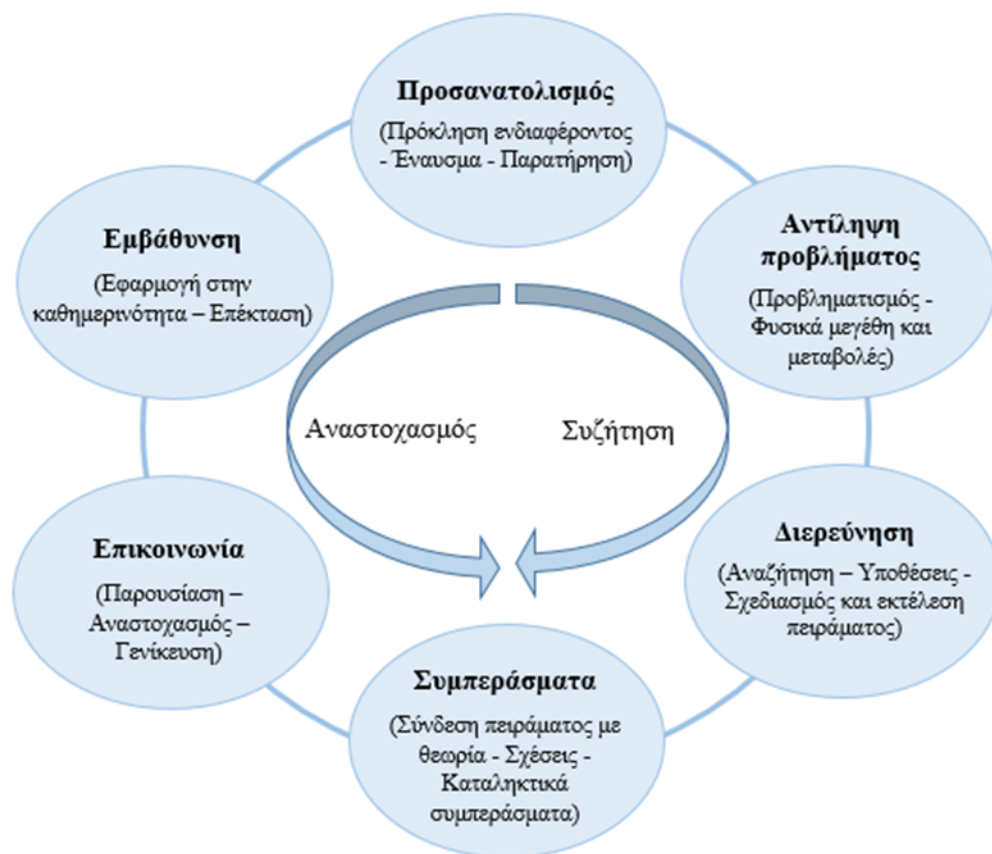 Προσανατολισμός
(Πρόκληση ενδιαφέροντος
- Έναυσμα - Παρατήρηση)
Αντίληψη
προβλήματος
(Προβληματισμός -
Φυσικά μεγέθη και
μεταβολές)
Διερεύνηση
(Αναζήτηση – Υποθέσεις -
Σχεδιασμός και εκτέλεση
πειράματος)
Συμπεράσματα
(Σύνδεση πειράματος με
θεωρία - Σχέσεις -
Καταληκτικά
συμπεράσματα)
Επικοινωνία
(Παρουσίαση –
Αναστοχασμός –
Γενίκευση)
Εμβάθυνση
(Εφαρμογή στην
καθημερινότητα – Επέκταση)
Αναστοχασμός
Συζήτηση